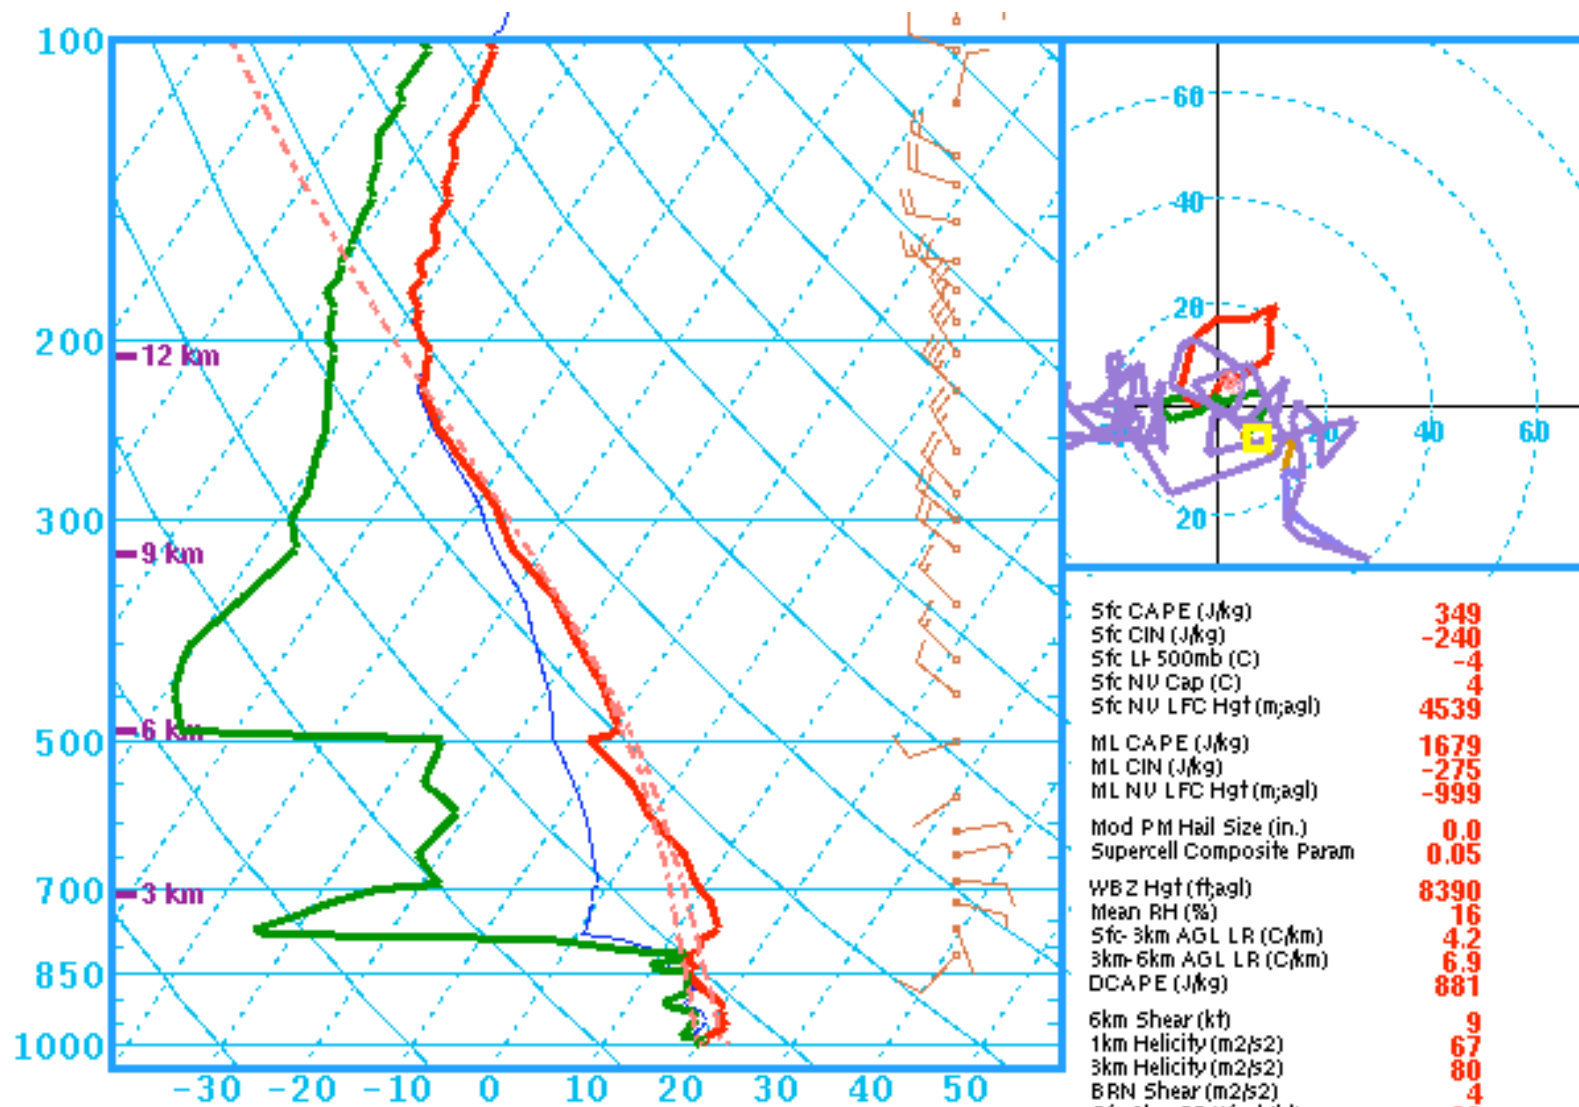 100
200
300
500
700
850
1000
12 km
9 km
6 km
3 km
-30 -20 -10 0 10 20 30 40 50
60
40
20
20
20 40 60
Sfc CAPE (J/kg) 349
Sfc CIN (J/kg) -240
Sfc LI-500mb (C) -4
Sfc NV Cap (C) 4
Sfc NV LFC Hgt (m;agl) 4539
ML CAPE (J/kg) 1679
ML CIN (J/kg) -275
ML NV LFC Hgt (m;agl) -999
Mod PM Hail Size (in.) 0.0
Supercell Composite Param 0.05
WBZ Hgt (ft;agl) 8390
Mean RH (%) 16
Sfc-3km AGL LR (C/km) 4.2
3km-6km AGL LR (C/km) 6.9
DCAPE (J/kg) 881
6km Shear (kt) 9
1km Helicity (m2/s2) 67
3km Helicity (m2/s2) 80
BRN Shear (m2/s2) 4